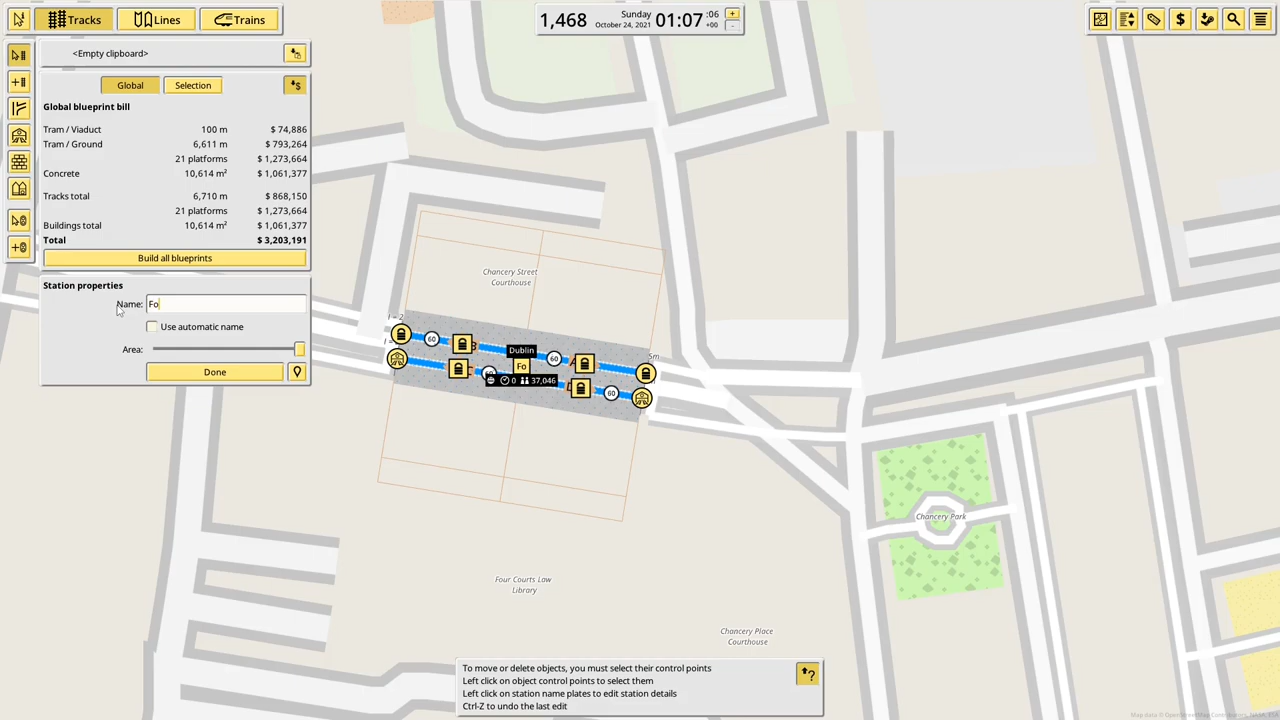 Tracks
Lines
Trains
1,468
Sunday
October 24, 2021
01:07 :06
+00
+
-
$
<Empty clipboard>
Global
Selection
Global blueprint bill
Tram / Viaduct 100 m $ 74,886
Tram / Ground 6,611 m $ 793,264
21 platforms $ 1,273,664
Concrete 10,614 m² $ 1,061,377
Tracks total 6,710 m $ 868,150
21 platforms $ 1,273,664
Buildings total 10,614 m² $ 1,061,377
Total $ 3,203,191
Build all blueprints
Station properties
Name: Fo
Use automatic name
Area:
Done
Chancery Street
Courthouse
l = 2
60
Dublin
60
5m
Fo
0 37,046
60
Chancery Park
Four Courts Law
Library
Chancery Place
Courthouse
To move or delete objects, you must select their control points
Left click on object control points to select them
Left click on station name plates to edit station details
Ctrl-Z to undo the last edit